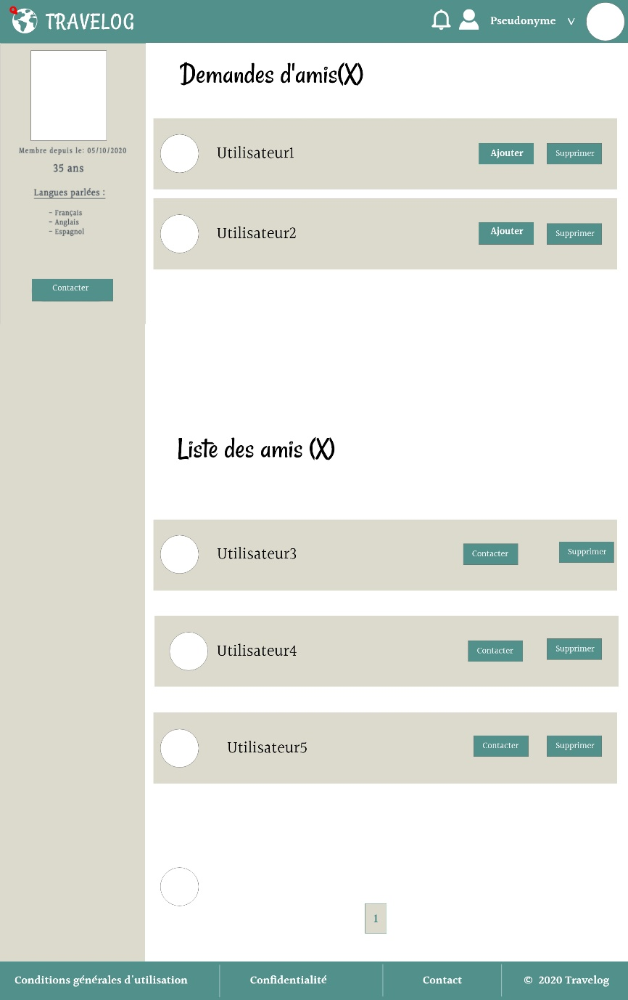 TRAVELOG
Pseudonyme V
Membre depuis le: 05/10/2020
35 ans
Langues parlées :
- Français
- Anglais
- Espagnol
Contacter
Demandes d'amis(X)
Utilisateur1 Ajouter Supprimer
Utilisateur2 Ajouter Supprimer
Liste des amis (X)
Utilisateur3 Contacter Supprimer
Utilisateur4 Contacter Supprimer
Utilisateur5 Contacter Supprimer
1
Conditions générales d'utilisation Confidentialité Contact © 2020 Travelog